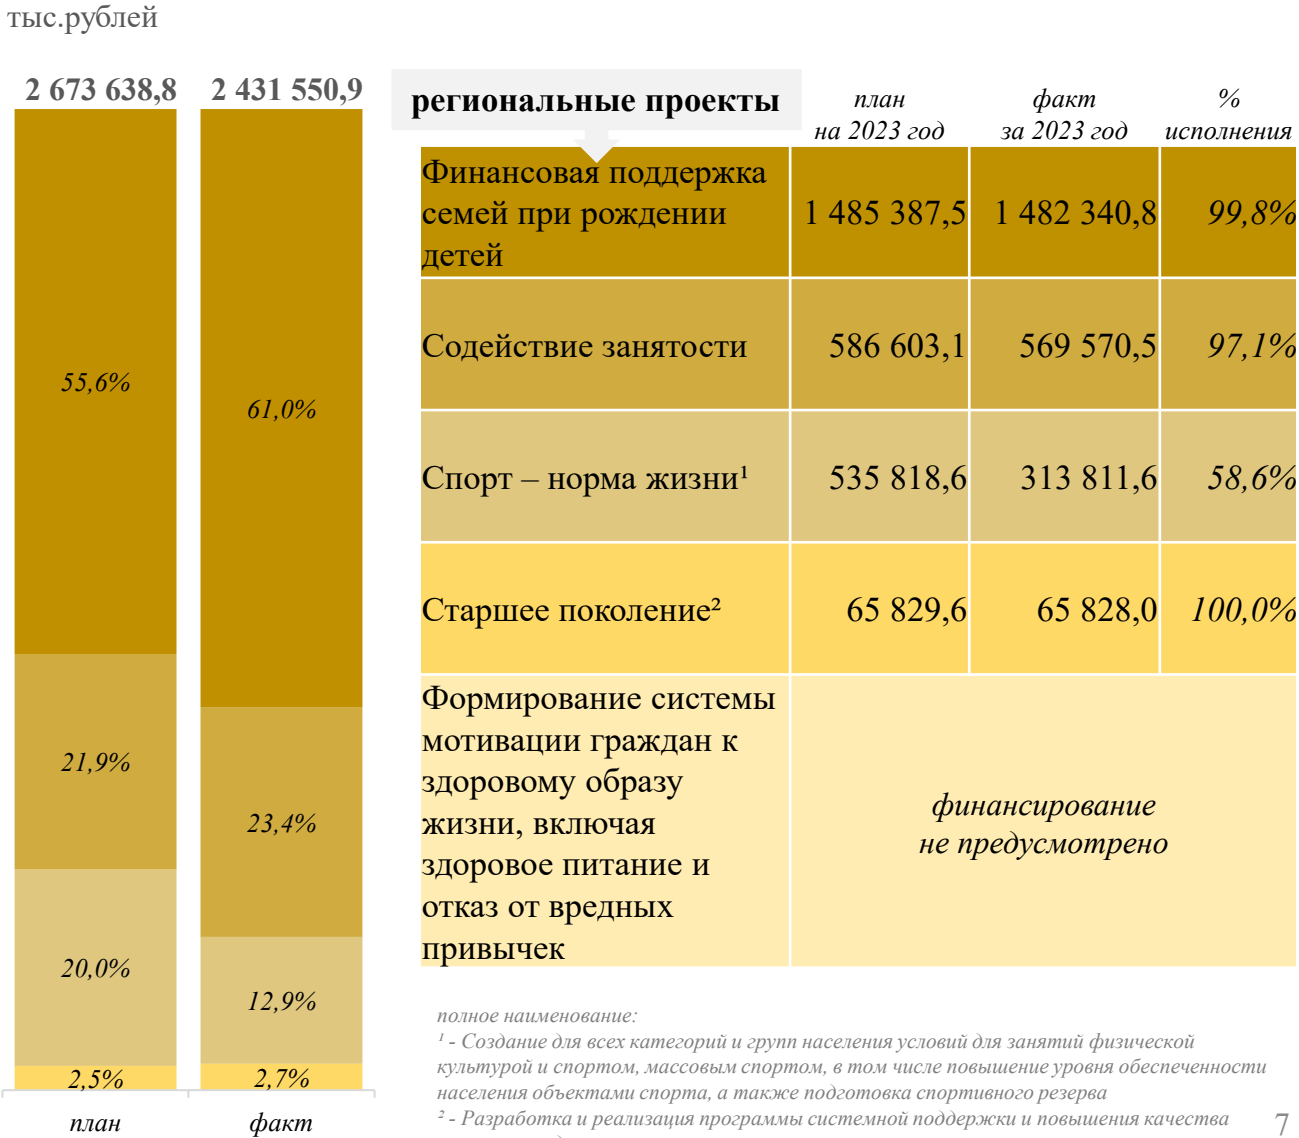 тыс.рублей
2 673 638,8
2 431 550,9
55,6%
61,0%
21,9%
23,4%
20,0%
12,9%
2,5%
2,7%
план
факт
региональные проекты
план на 2023 год
факт за 2023 год
% исполнения
Финансовая поддержка
семей при рождении
детей
1 485 387,5
1 482 340,8
99,8%
Содействие занятости
586 603,1
569 570,5
97,1%
Спорт – норма жизни¹
535 818,6
313 811,6
58,6%
Старшее поколение²
65 829,6
65 828,0
100,0%
Формирование системы
мотивации граждан к
здоровому образу
жизни, включая
здоровое питание и
отказ от вредных
привычек
финансирование
не предусмотрено
полное наименование:
¹ - Создание для всех категорий и групп населения условий для занятий физической
культурой и спортом, массовым спортом, в том числе повышение уровня обеспеченности
населения объектами спорта, а также подготовка спортивного резерва
² - Разработка и реализация программы системной поддержки и повышения качества
7